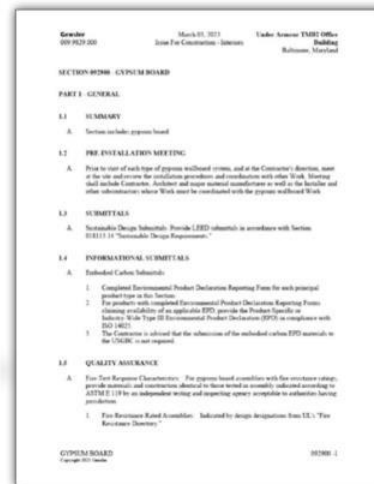 Gensler
009.9829.000
March 03, 2023
Issue For Construction - Interiors
Under Armour TMB2 Office
Building
Baltimore, Maryland
SECTION 092900 - GYPSUM BOARD
PART 1 - GENERAL
1.1 SUMMARY
A. Section includes gypsum board
1.2 PRE-INSTALLATION MEETING
A. Prior to start of each type of gypsum wallboard system, and at the Contractor's direction, meet
at the site and review the installation procedures and coordination with other Work. Meeting
shall include Contractor, Architect and major material manufacturer as well as the Installer and
other subcontractors whose Work must be coordinated with the gypsum wallboard Work
1.3 SUBMITTALS
A. Sustainable Design Submittals: Provide LEED submittals in accordance with Section
018113.14 "Sustainable Design Requirements."
1.4 INFORMATIONAL SUBMITTALS
A. Embodied Carbon Submittals:
1. Completed Environmental Product Declaration Reporting Form for each principal
product type in this Section.
2. For products with completed Environmental Product Declaration Reporting Forms
claiming availability of an applicable EPD, provide the Product-Specific or
Industry-Wide Type III Environmental Product Declaration (EPD) in compliance with
ISO 14025.
3. The Contractor is advised that the submission of the embodied carbon EPD materials to
the USGBC is not required.
1.5 QUALITY ASSURANCE
A. Fire-Test-Response Characteristics: For gypsum board assemblies with fire-resistance ratings,
provide materials and construction identical to those tested in assembly indicated according to
ASTM E 119 by an independent testing and inspecting agency acceptable to authorities having
jurisdiction.
1. Fire-Resistance-Rated Assemblies: Indicated by design designations from UL's "Fire
Resistance Directory."
GYPSUM BOARD
Copyright 2023 Gensler
092900 -1